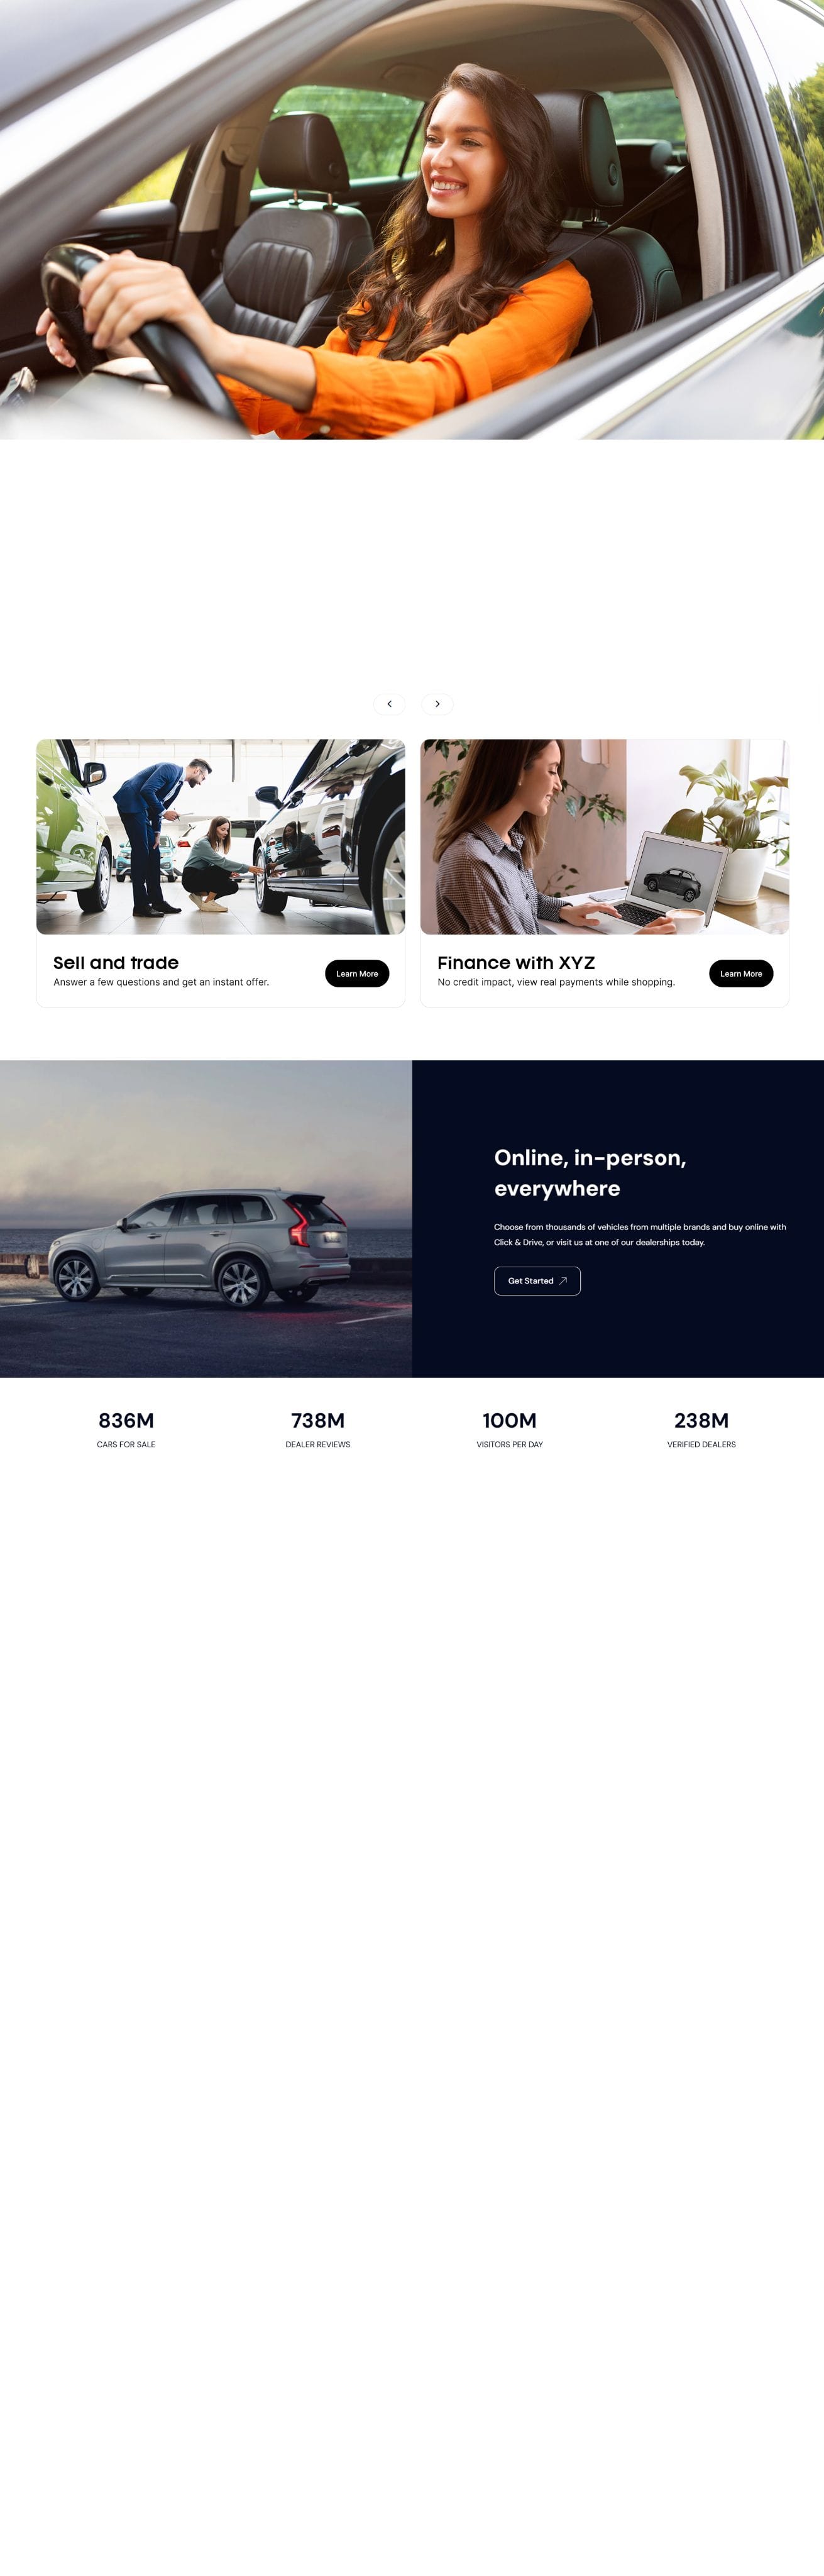 Sell and trade
Answer a few questions and get an instant offer.
Learn More
Finance with XYZ
No credit impact, view real payments while shopping.
Learn More
Online, in-person,
everywhere
Choose from thousands of vehicles from multiple brands and buy online with
Click & Drive, or visit us at one of our dealerships today.
Get Started
836M
CARS FOR SALE
738M
DEALER REVIEWS
100M
VISITORS PER DAY
238M
VERIFIED DEALERS